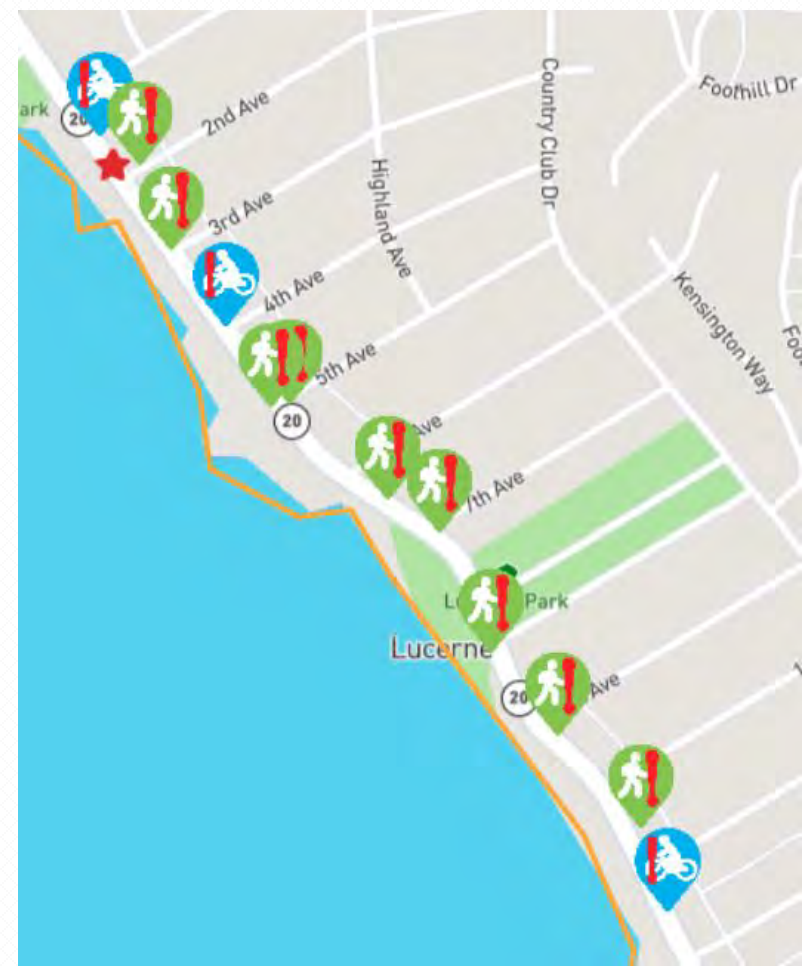 Foothill Dr
ark
20
2nd Ave
Country Club Dr
Highland Ave
3rd Ave
4th Ave
Kensington Way
5th Ave
20
Ave
7th Ave
Park
Lucerne
20
Ave